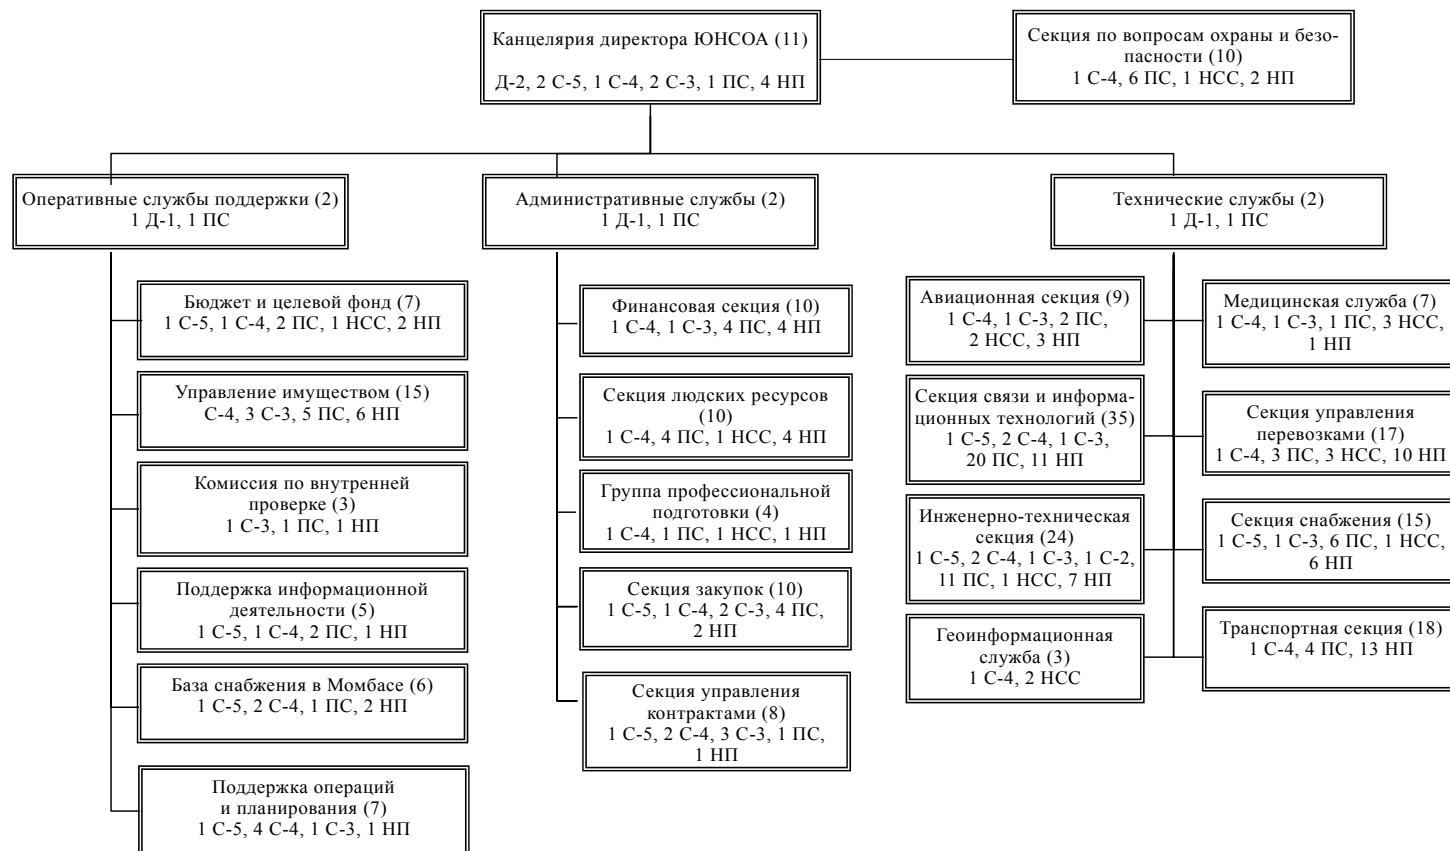 Канцелярия директора ЮНСОА (11)
Д-2, 2 С-5, 1 С-4, 2 С-3, 1 ПС, 4 НП
Секция по вопросам охраны и безо-
пасности (10)
1 С-4, 6 ПС, 1 НСС, 2 НП
Оперативные службы поддержки (2)
1 Д-1, 1 ПС
Административные службы (2)
1 Д-1, 1 ПС
Технические службы (2)
1 Д-1, 1 ПС
Бюджет и целевой фонд (7)
1 С-5, 1 С-4, 2 ПС, 1 НСС, 2 НП
Управление имуществом (15)
С-4, 3 С-3, 5 ПС, 6 НП
Комиссия по внутренней
проверке (3)
1 С-3, 1 ПС, 1 НП
Поддержка информационной
деятельности (5)
1 С-5, 1 С-4, 2 ПС, 1 НП
База снабжения в Момбасе (6)
1 С-5, 2 С-4, 1 ПС, 2 НП
Поддержка операций
и планирования (7)
1 С-5, 4 С-4, 1 С-3, 1 НП
Финансовая секция (10)
1 С-4, 1 С-3, 4 ПС, 4 НП
Секция людских ресурсов
(10)
1 С-4, 4 ПС, 1 НСС, 4 НП
Группа профессиональной
подготовки (4)
1 С-4, 1 ПС, 1 НСС, 1 НП
Секция закупок (10)
1 С-5, 1 С-4, 2 С-3, 4 ПС,
2 НП
Секция управления
контрактами (8)
1 С-5, 2 С-4, 3 С-3, 1 ПС,
1 НП
Авиационная секция (9)
1 С-4, 1 С-3, 2 ПС,
2 НСС, 3 НП
Секция связи и информа-
ционных технологий (35)
1 С-5, 2 С-4, 1 С-3,
20 ПС, 11 НП
Инженерно-техническая
секция (24)
1 С-5, 2 С-4, 1 С-3, 1 С-2,
11 ПС, 1 НСС, 7 НП
Геоинформационная
служба (3)
1 С-4, 2 НСС
Медицинская служба (7)
1 С-4, 1 С-3, 1 ПС, 3 НСС,
1 НП
Секция управления
перевозками (17)
1 С-4, 3 ПС, 3 НСС, 10 НП
Секция снабжения (15)
1 С-5, 1 С-3, 6 ПС, 1 НСС,
6 НП
Транспортная секция (18)
1 С-4, 4 ПС, 13 НП